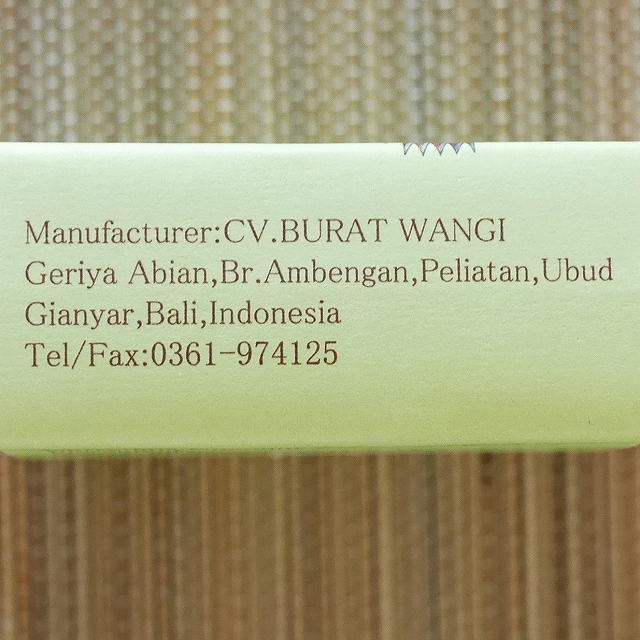 Manufacturer:CV.BURAT WANGI
Geriya Abian,Br.Ambengan,Peliatan,Ubud
Gianyar,Bali,Indonesia
Tel/Fax:0361-974125